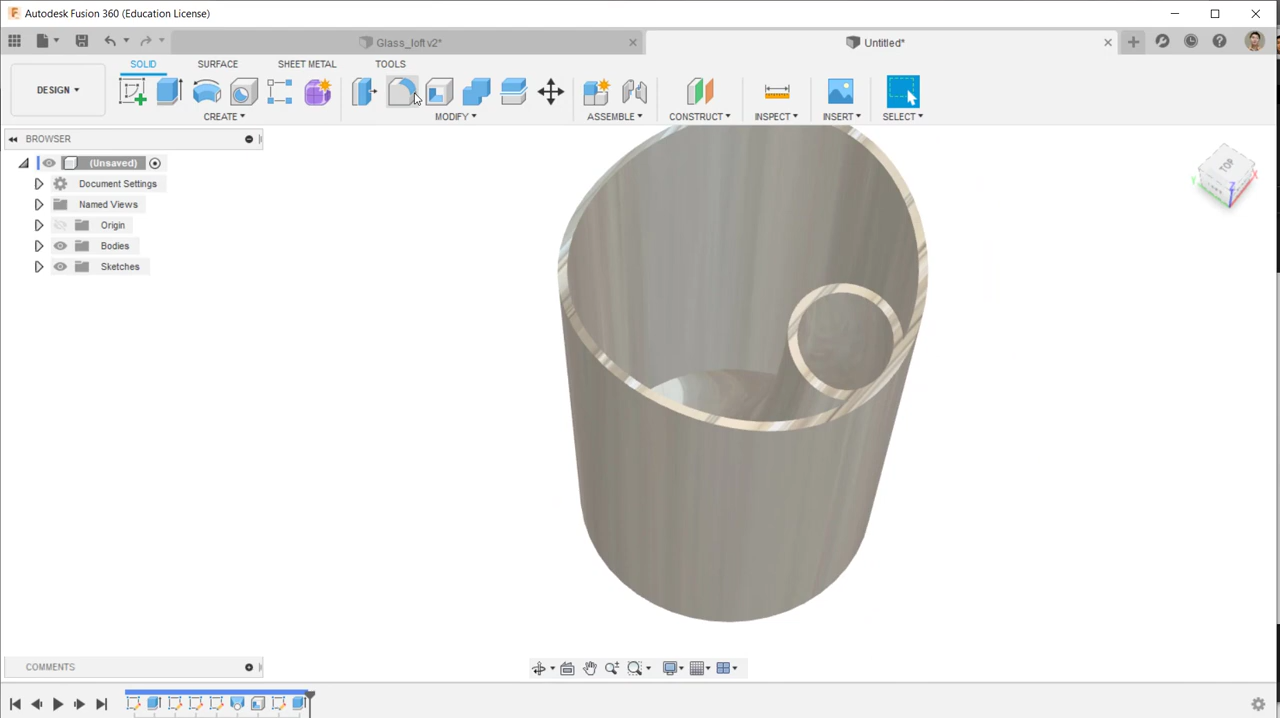 Autodesk Fusion 360 (Education License)
Glass_loft v2*
Untitled*
SOLID
SURFACE
SHEET METAL
TOOLS
DESIGN
CREATE
MODIFY
ASSEMBLE
CONSTRUCT
INSPECT
INSERT
SELECT
BROWSER
(Unsaved)
Document Settings
Named Views
Origin
Bodies
Sketches
TOP
Y
Z
X
COMMENTS